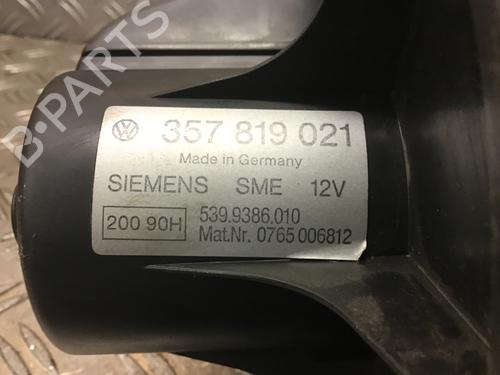 B-PARTS
357 819 021
Made in Germany
SIEMENS SME 12V
200 90H 539.9386.010
Mat.Nr. 0765 006812